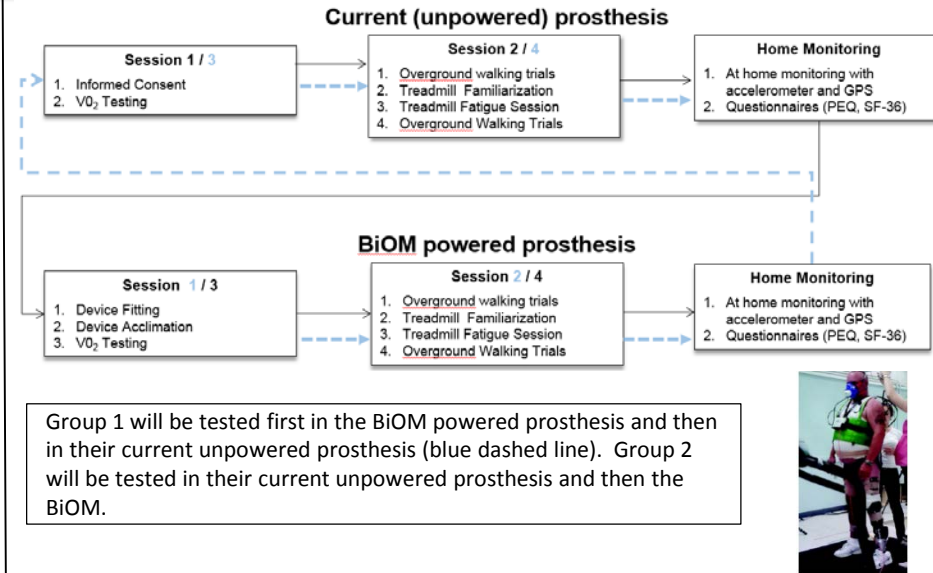 Current (unpowered) prosthesis
Session 1 / 3
1. Informed Consent
2. V0₂ Testing
Session 2 / 4
1. Overground walking trials
2. Treadmill Familiarization
3. Treadmill Fatigue Session
4. Overground Walking Trials
Home Monitoring
1. At home monitoring with
accelerometer and GPS
2. Questionnaires (PEQ, SF-36)
BiOM powered prosthesis
Session 1 / 3
1. Device Fitting
2. Device Acclimation
3. V0₂ Testing
Session 2 / 4
1. Overground walking trials
2. Treadmill Familiarization
3. Treadmill Fatigue Session
4. Overground Walking Trials
Home Monitoring
1. At home monitoring with
accelerometer and GPS
2. Questionnaires (PEQ, SF-36)
Group 1 will be tested first in the BiOM powered prosthesis and then
in their current unpowered prosthesis (blue dashed line). Group 2
will be tested in their current unpowered prosthesis and then the
BiOM.